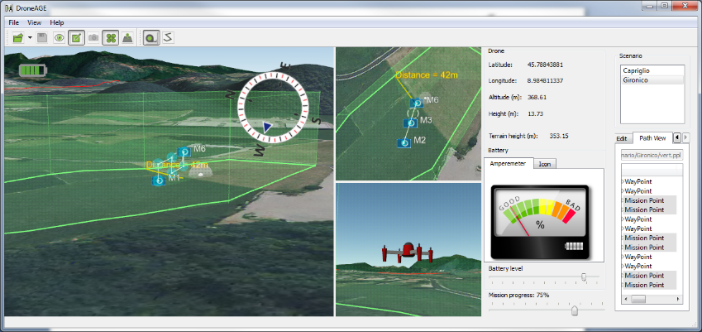 DroneAGE
File View Help
M6
Distance = 42m
M1
W
S
E
Distance = 42m
M6
M3
M2
Drone
Latitude: 45.78843881
Longitude: 8.984811337
Altitude (m): 368.61
Height (m): 13.73
Terrain height (m): 353.15
Battery
Amperemeter Icon
GOOD BAD
%
Battery level
Mission progress: 75%
Scenario
Capriglio
Gironico
Edit Path View
nario/Gironico/vert.ppl
WayPoint
WayPoint
Mission Point
Mission Point
WayPoint
WayPoint
Mission Point
Mission Point
WayPoint
WayPoint
Mission Point
Mission Point